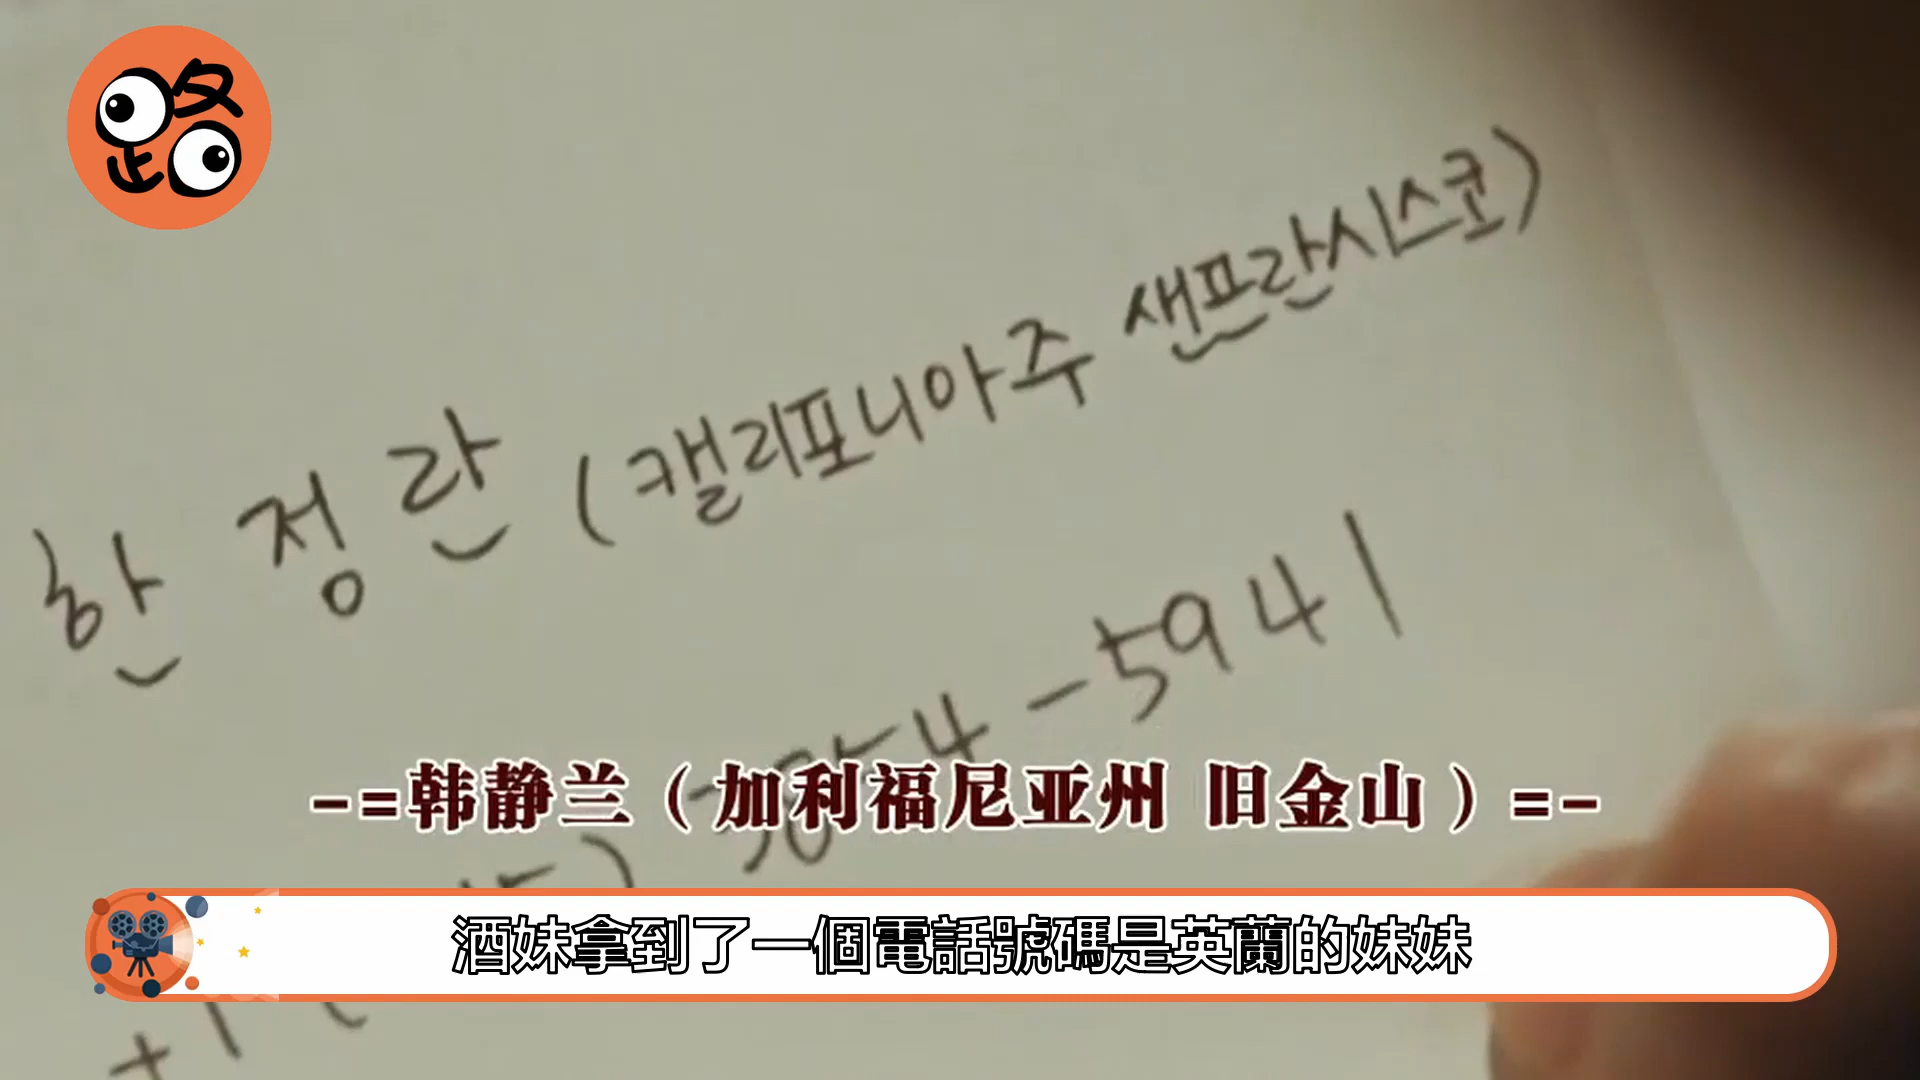 路
한 정 란 (캘리포니아주 샌프란시스코)
-5941
-=韩静兰（加利福尼亚州 旧金山）=-
酒妹拿到了一個電話號碼是英蘭的妹妹